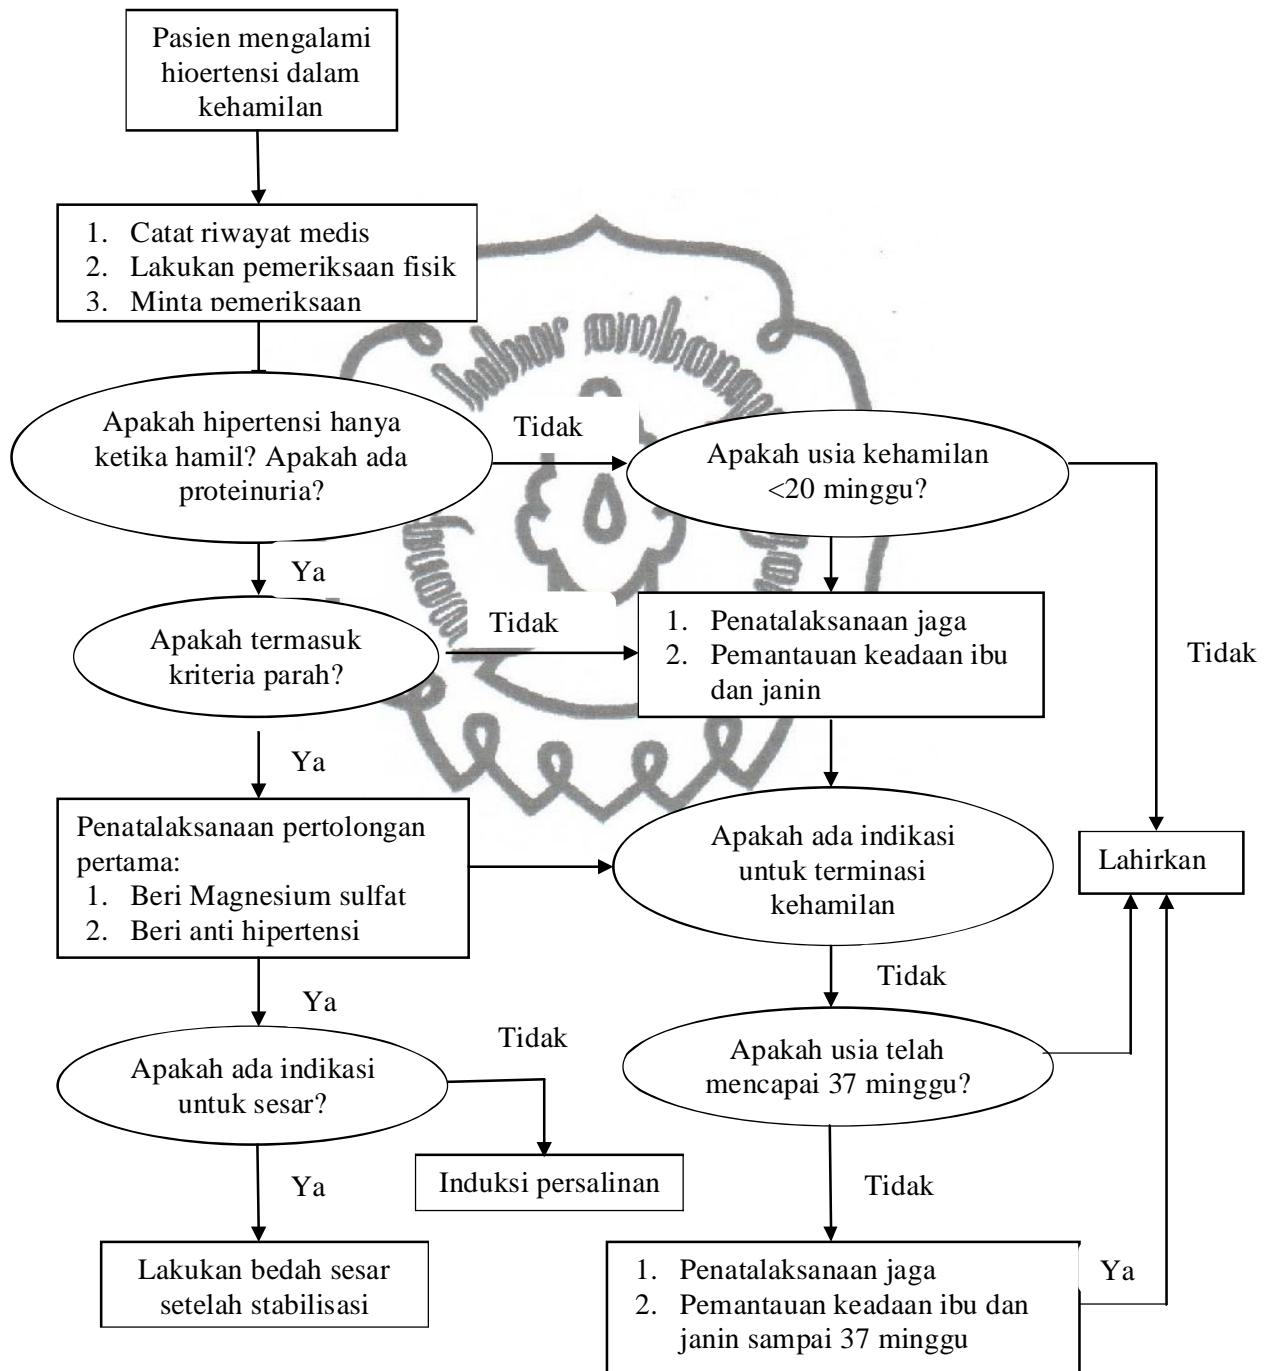 Pasien mengalami
hioertensi dalam
kehamilan
1. Catat riwayat medis
2. Lakukan pemeriksaan fisik
3. Minta pemeriksaan
Apakah hipertensi hanya
ketika hamil? Apakah ada
proteinuria?
Tidak
Apakah usia kehamilan
<20 minggu?
Ya
Tidak
Apakah termasuk
kriteria parah?
Tidak
1. Penatalaksanaan jaga
2. Pemantauan keadaan ibu
dan janin
Ya
Penatalaksanaan pertolongan
pertama:
1. Beri Magnesium sulfat
2. Beri anti hipertensi
Apakah ada indikasi
untuk terminasi
kehamilan
Lahirkan
Ya
Tidak
Apakah ada indikasi
untuk sesar?
Tidak
Apakah usia telah
mencapai 37 minggu?
Ya
Induksi persalinan
Tidak
Lakukan bedah sesar
setelah stabilisasi
1. Penatalaksanaan jaga
2. Pemantauan keadaan ibu dan
janin sampai 37 minggu
Ya